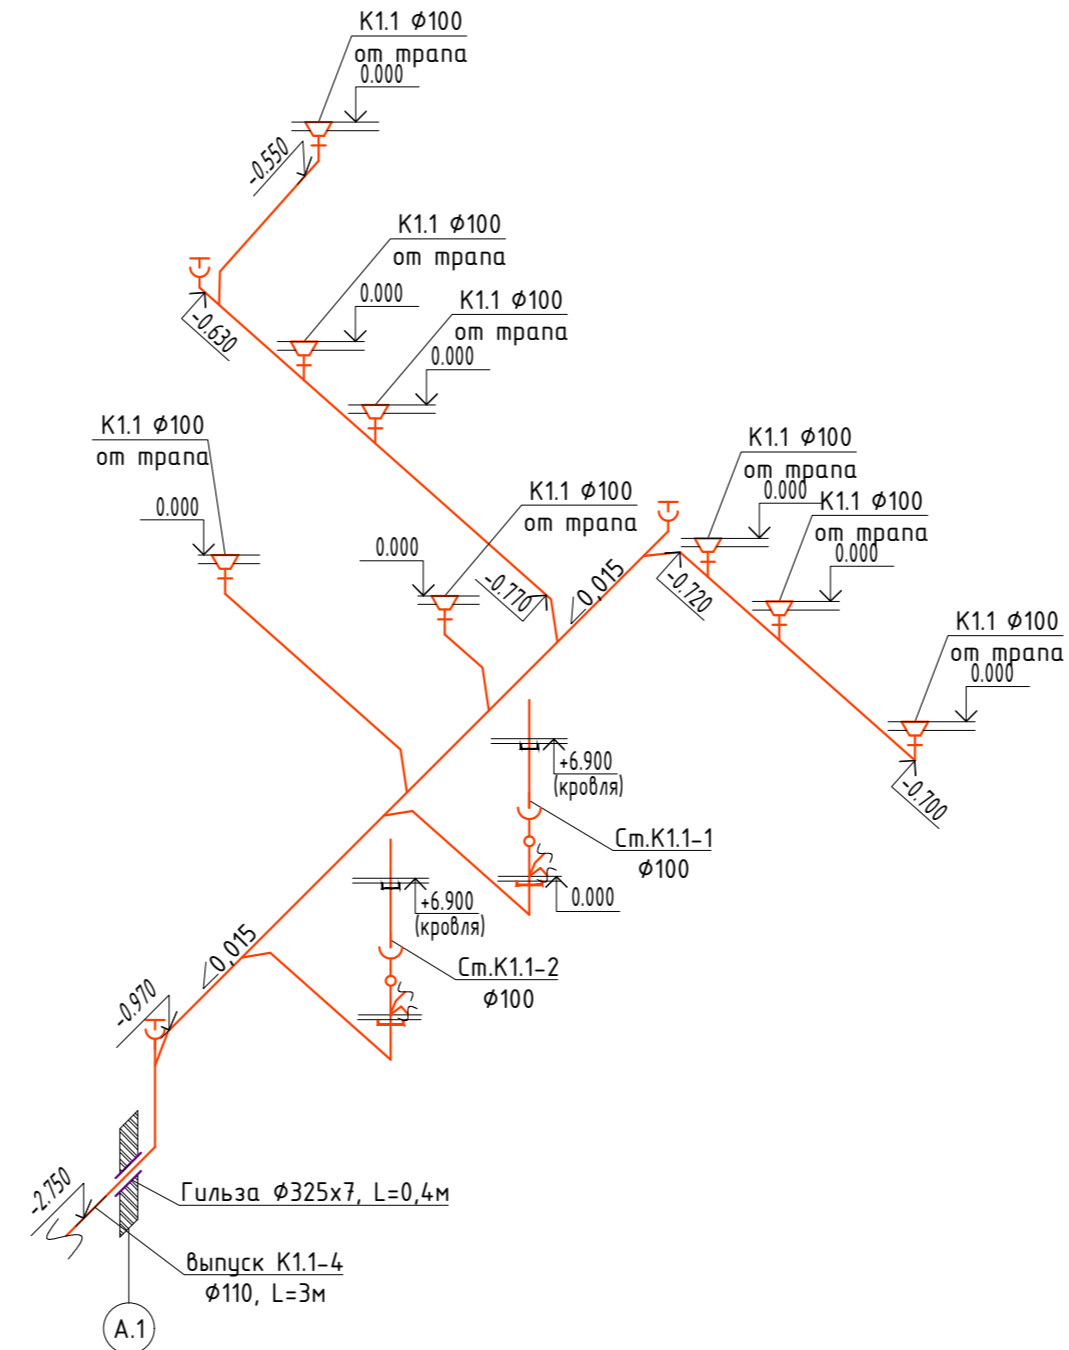 К1.1 Ф100
от трапа
0.000
-0.550
К1.1 Ф100
от трапа
0.000
К1.1 Ф100
от трапа
0.000
-0.630
К1.1 Ф100
от трапа
0.000
К1.1 Ф100
от трапа
0.000
К1.1 Ф100
от трапа
0.000
К1.1 Ф100
от трапа
0.000
-0.770
∠0,015
-0.720
К1.1 Ф100
от трапа
0.000
-0.700
+6.900
(кровля)
Ст.К1.1-1
Ф100
0.000
+6.900
(кровля)
Ст.К1.1-2
Ф100
∠0,015
-0.970
-2.750
Гильза Ф325х7, L=0,4м
выпуск К1.1-4
Ф110, L=3м
А.1